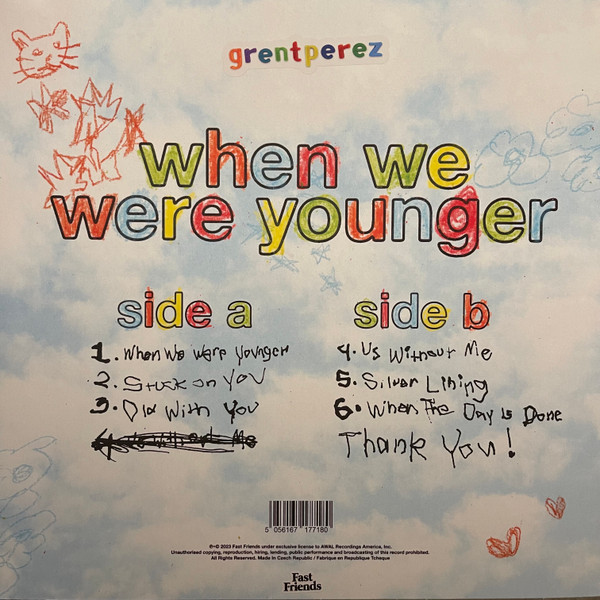 grentperez
when we
were younger
side a
1. When We Were Younger
2. Stuck on You
3. Old With You
side b
4. Us Without Me
5. Silver Lining
6. When The Day is Done
Thank You!
5 056167 177180
℗+© 2023 Fast Friends under exclusive license to AWAL Recordings America, Inc.
Unauthorised copying, reproduction, hiring, lending, public performance and broadcasting of this record prohibited.
All Rights Reserved. Made in Czech Republic / Fabrique en Republique Tcheque
Fast
Friends